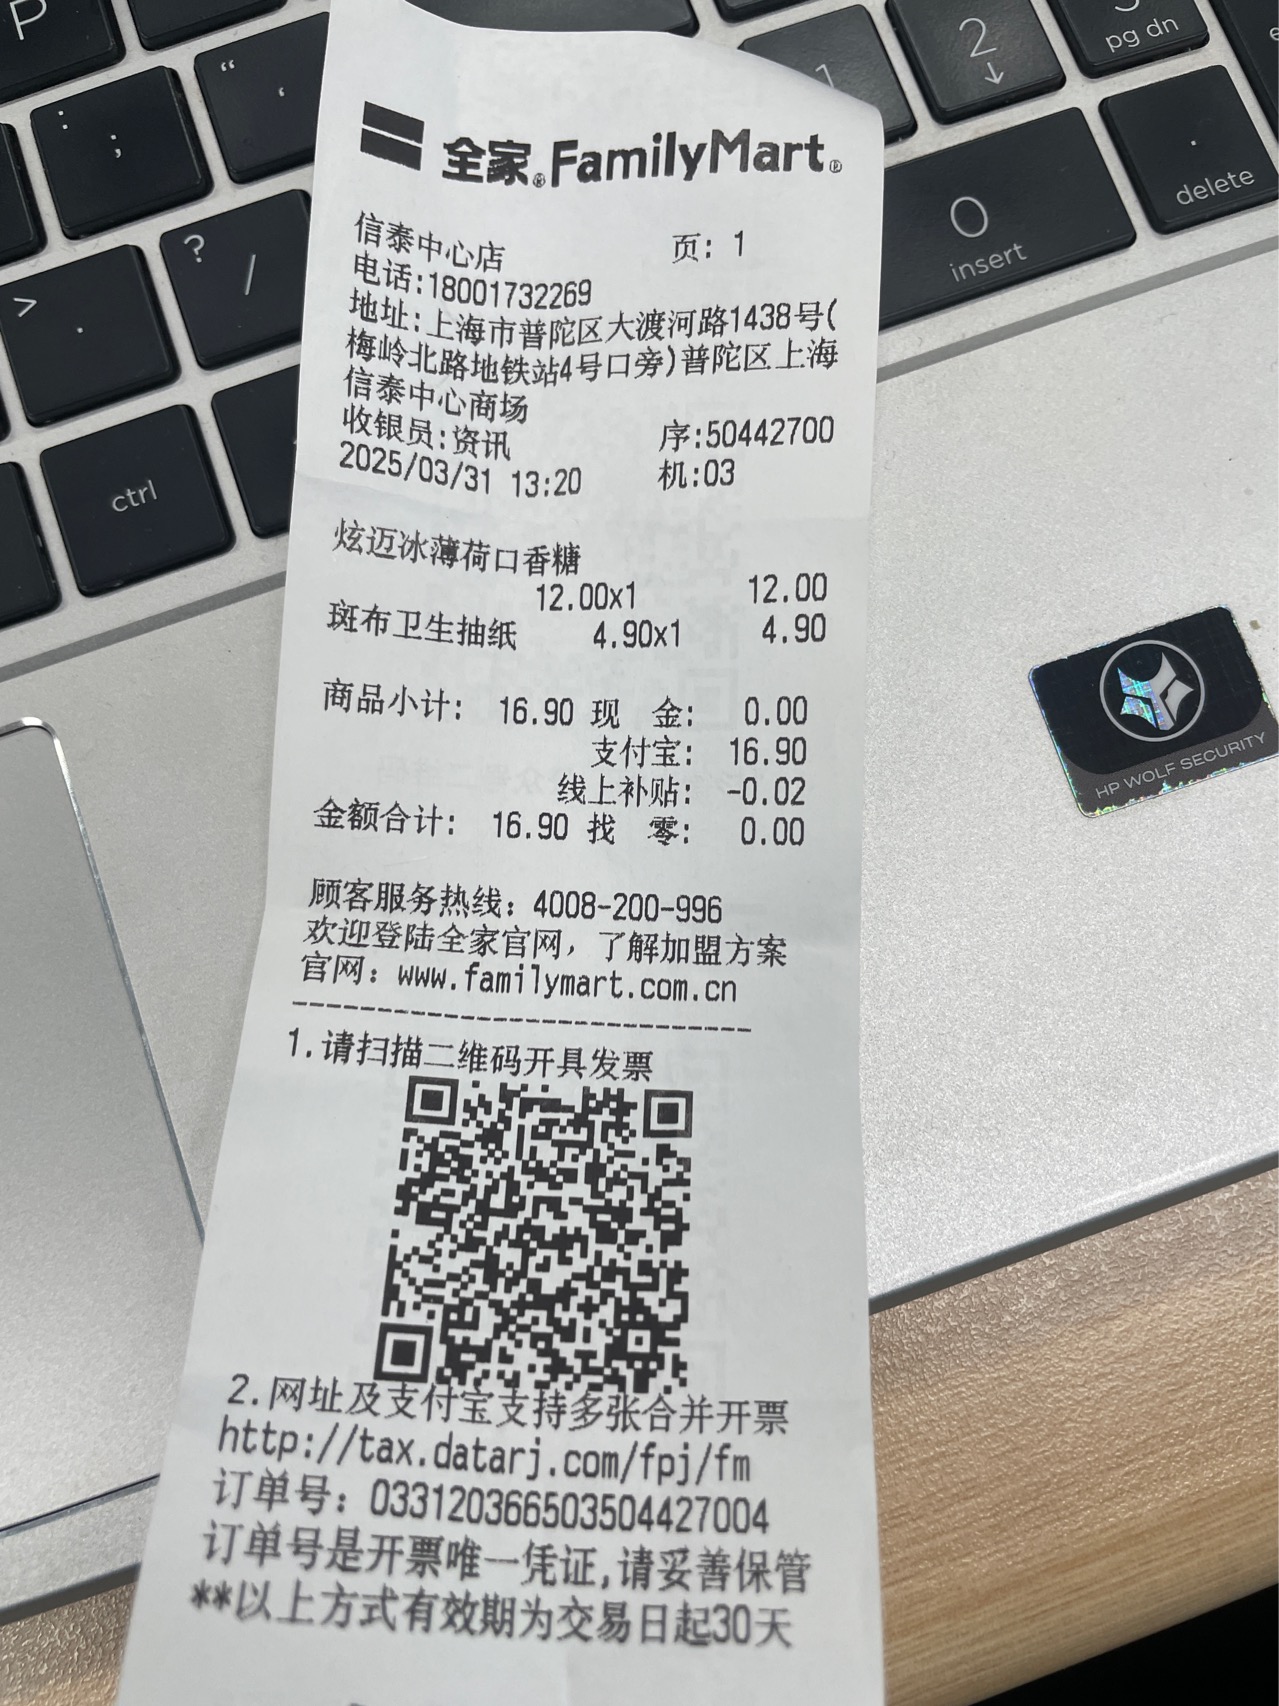 P
: ;
“ ‘
1
2 ↓
3 pg dn
0 insert
. delete
? /
> .
ctrl
全家® FamilyMart®
信泰中心店 页: 1
电话:18001732269
地址:上海市普陀区大渡河路1438号(
梅岭北路地铁站4号口旁)普陀区上海
信泰中心商场
收银员:资讯 序:50442700
2025/03/31 13:20 机:03
炫迈冰薄荷口香糖
12.00x1 12.00
斑布卫生抽纸 4.90x1 4.90
商品小计: 16.90 现 金: 0.00
支付宝: 16.90
线上补贴: -0.02
金额合计: 16.90 找 零: 0.00
顾客服务热线: 4008-200-996
欢迎登陆全家官网, 了解加盟方案
官网: www.familymart.com.cn
------------------------------
1.请扫描二维码开具发票
2.网址及支付宝支持多张合并开票
http://tax.datarj.com/fpj/fm
订单号: 033120366503504427004
订单号是开票唯一凭证,请妥善保管
**以上方式有效期为交易日起30天
HP WOLF SECURITY